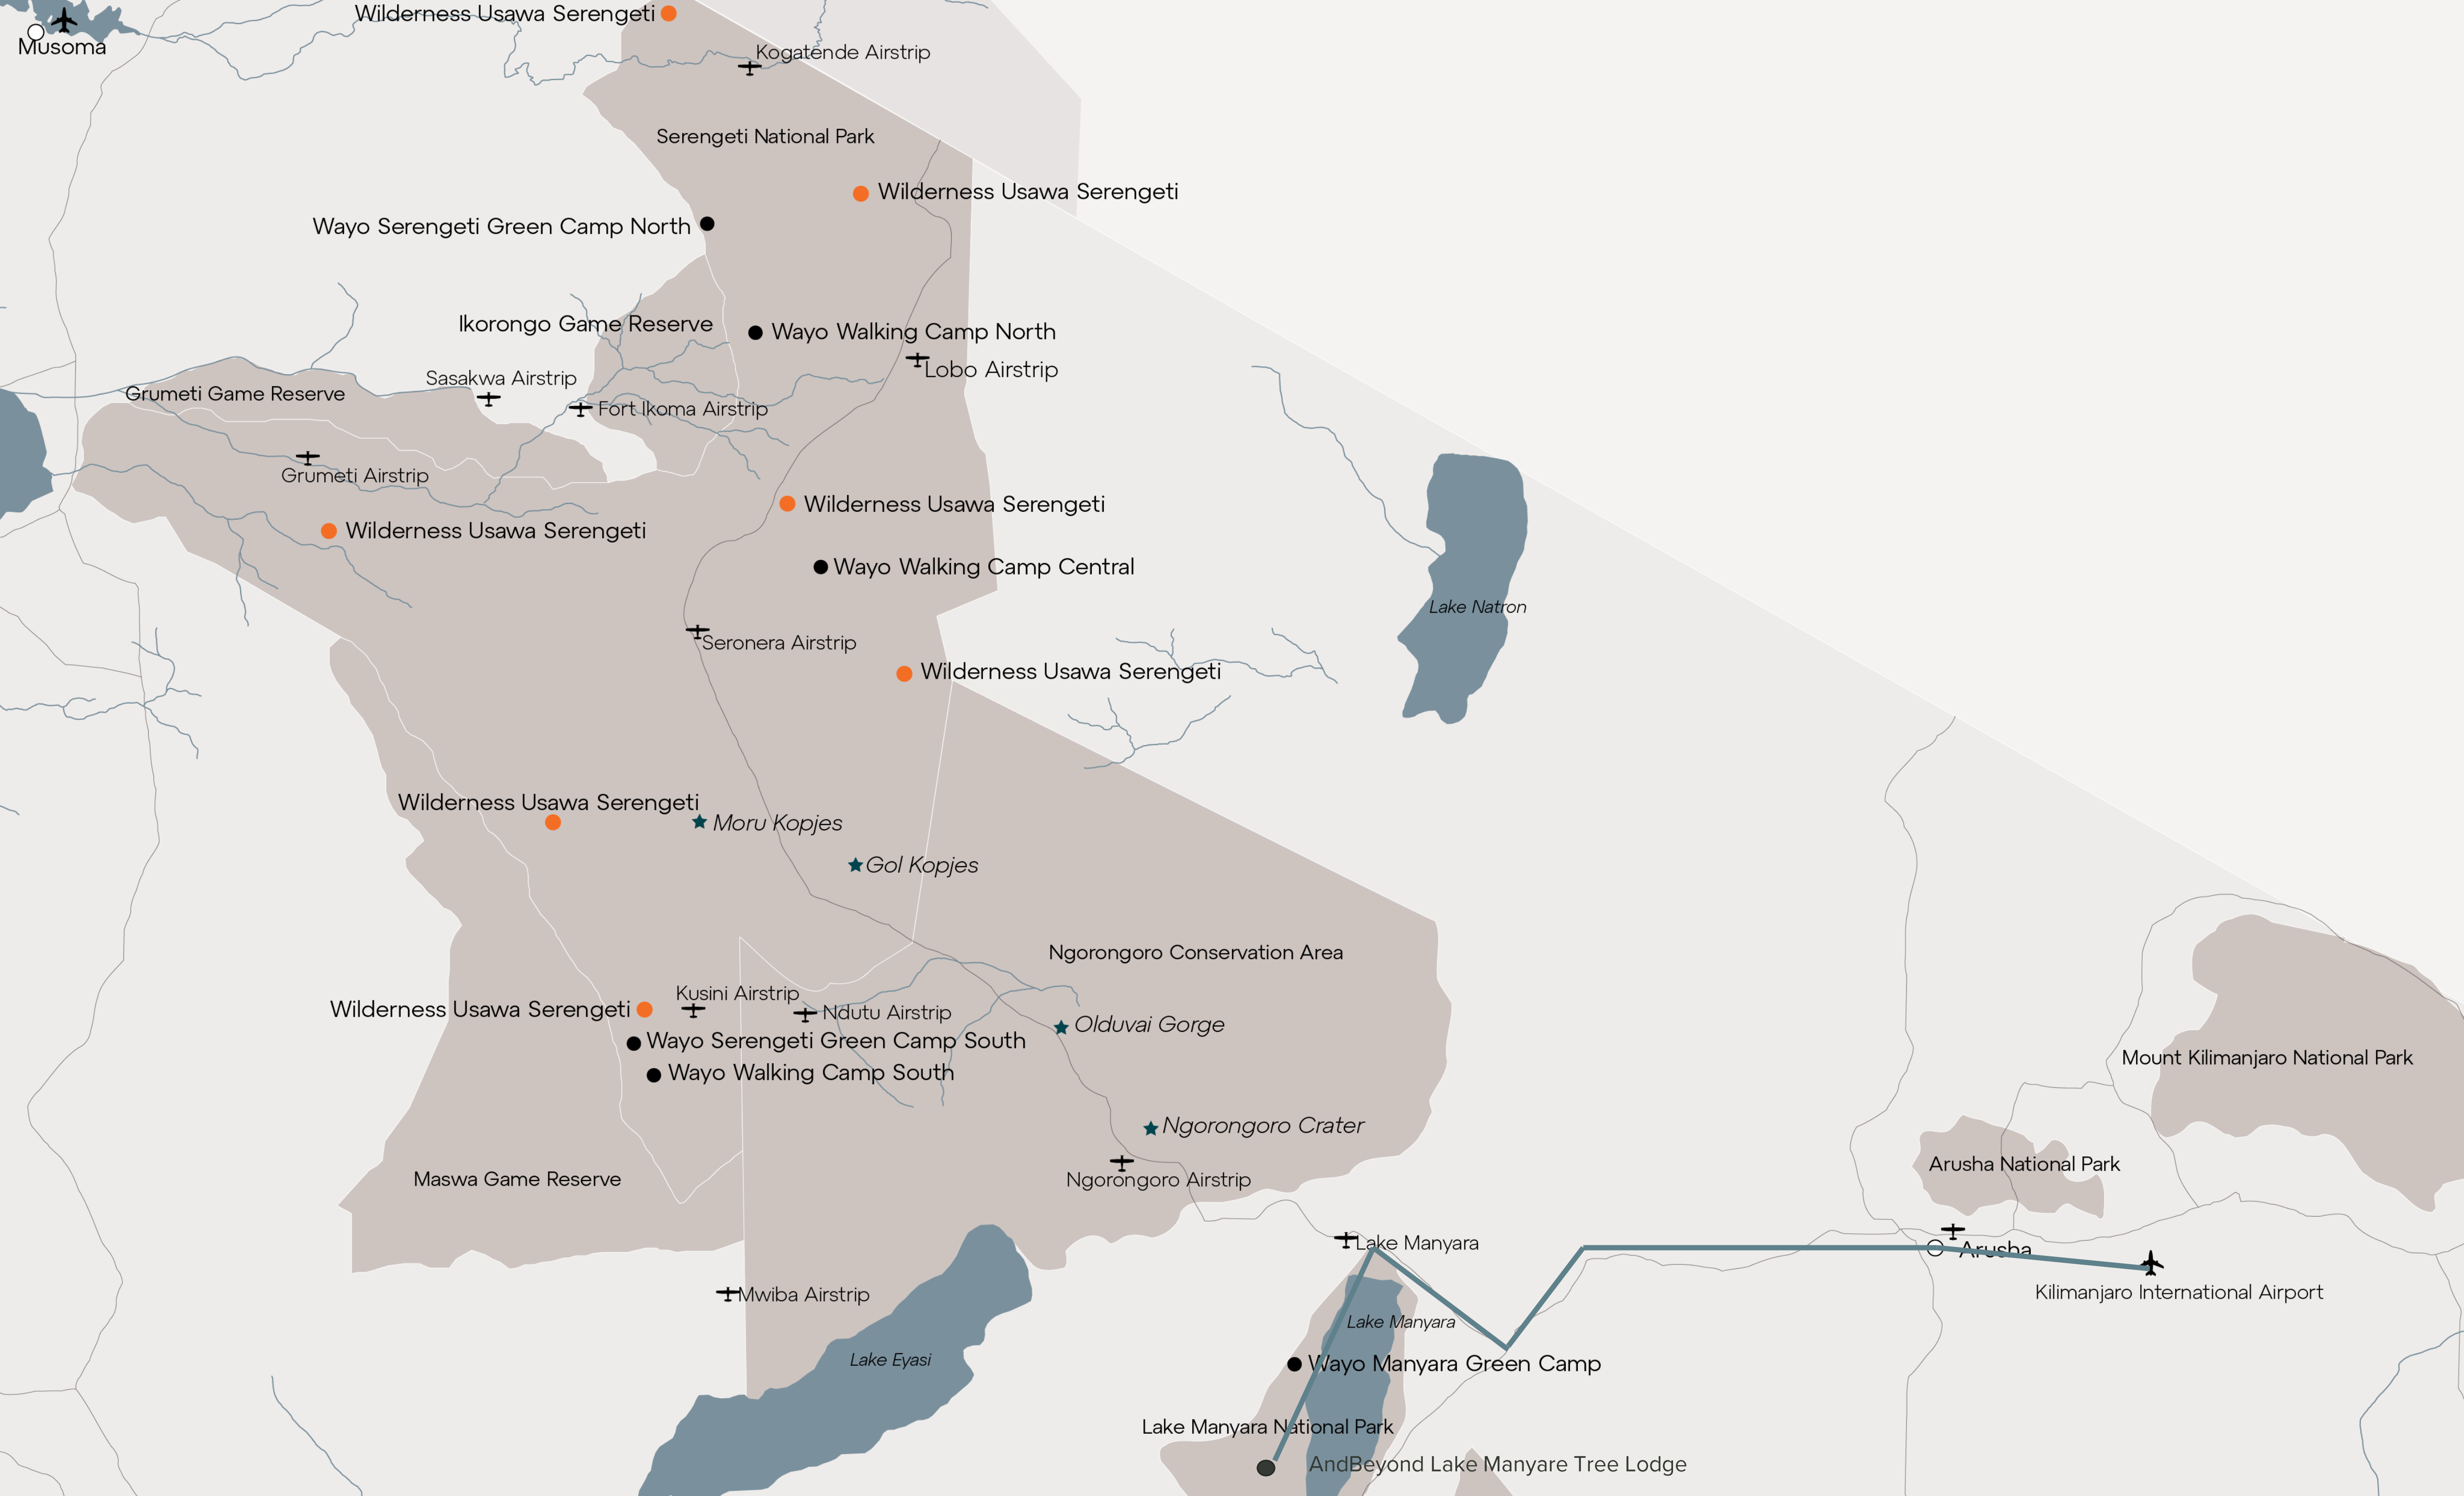 Wilderness Usawa Serengeti
Musoma
Kogatende Airstrip
Serengeti National Park
Wilderness Usawa Serengeti
Wayo Serengeti Green Camp North
Ikorongo Game Reserve
Wayo Walking Camp North
Lobo Airstrip
Sasakwa Airstrip
Grumeti Game Reserve
Fort Ikoma Airstrip
Grumeti Airstrip
Wilderness Usawa Serengeti
Wilderness Usawa Serengeti
Wayo Walking Camp Central
Lake Natron
Seronera Airstrip
Wilderness Usawa Serengeti
Wilderness Usawa Serengeti
Moru Kopjes
Gol Kopjes
Ngorongoro Conservation Area
Kusini Airstrip
Wilderness Usawa Serengeti
Ndutu Airstrip
Olduvai Gorge
Wayo Serengeti Green Camp South
Mount Kilimanjaro National Park
Wayo Walking Camp South
Ngorongoro Crater
Arusha National Park
Maswa Game Reserve
Ngorongoro Airstrip
Lake Manyara
Arusha
Kilimanjaro International Airport
Mwiba Airstrip
Lake Manyara
Lake Eyasi
Wayo Manyara Green Camp
Lake Manyara National Park
AndBeyond Lake Manyare Tree Lodge